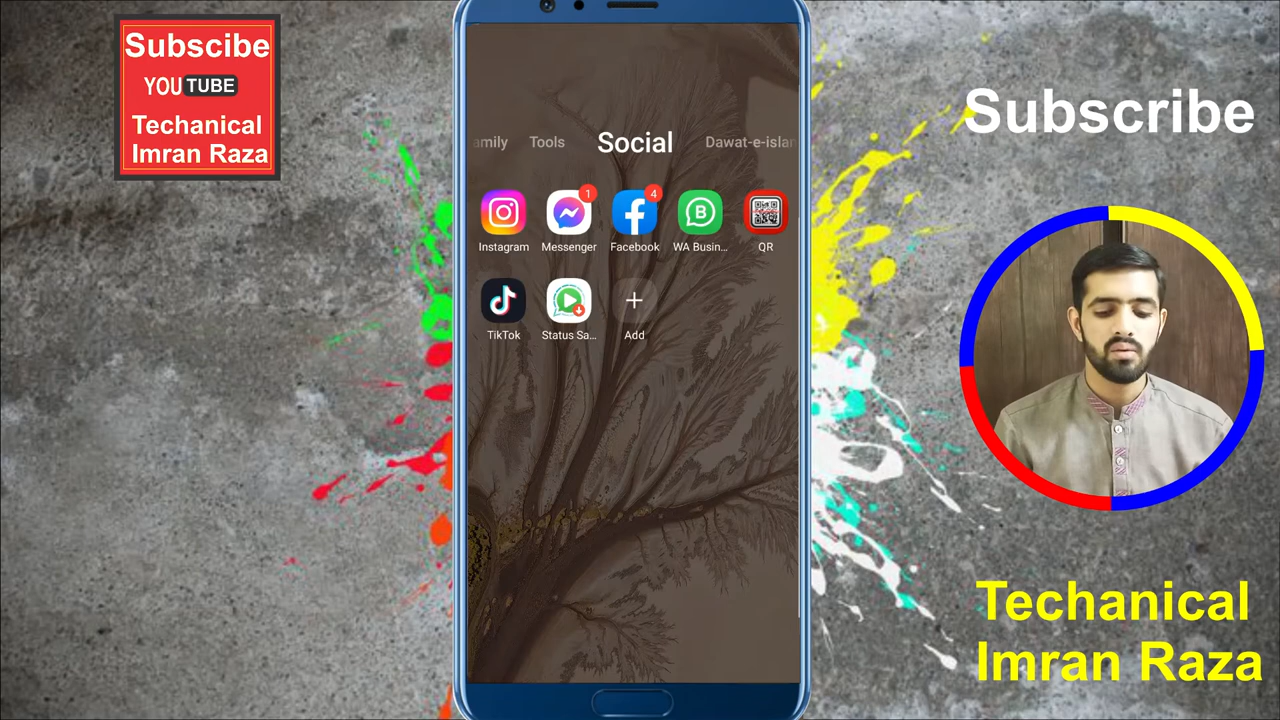 Subscibe
YOU TUBE
Techanical
Imran Raza
amily Tools Social Dawat-e-islar
1 4
Instagram Messenger Facebook WA Busin... QR
TikTok Status Sa... Add
Subscribe
Techanical
Imran Raza